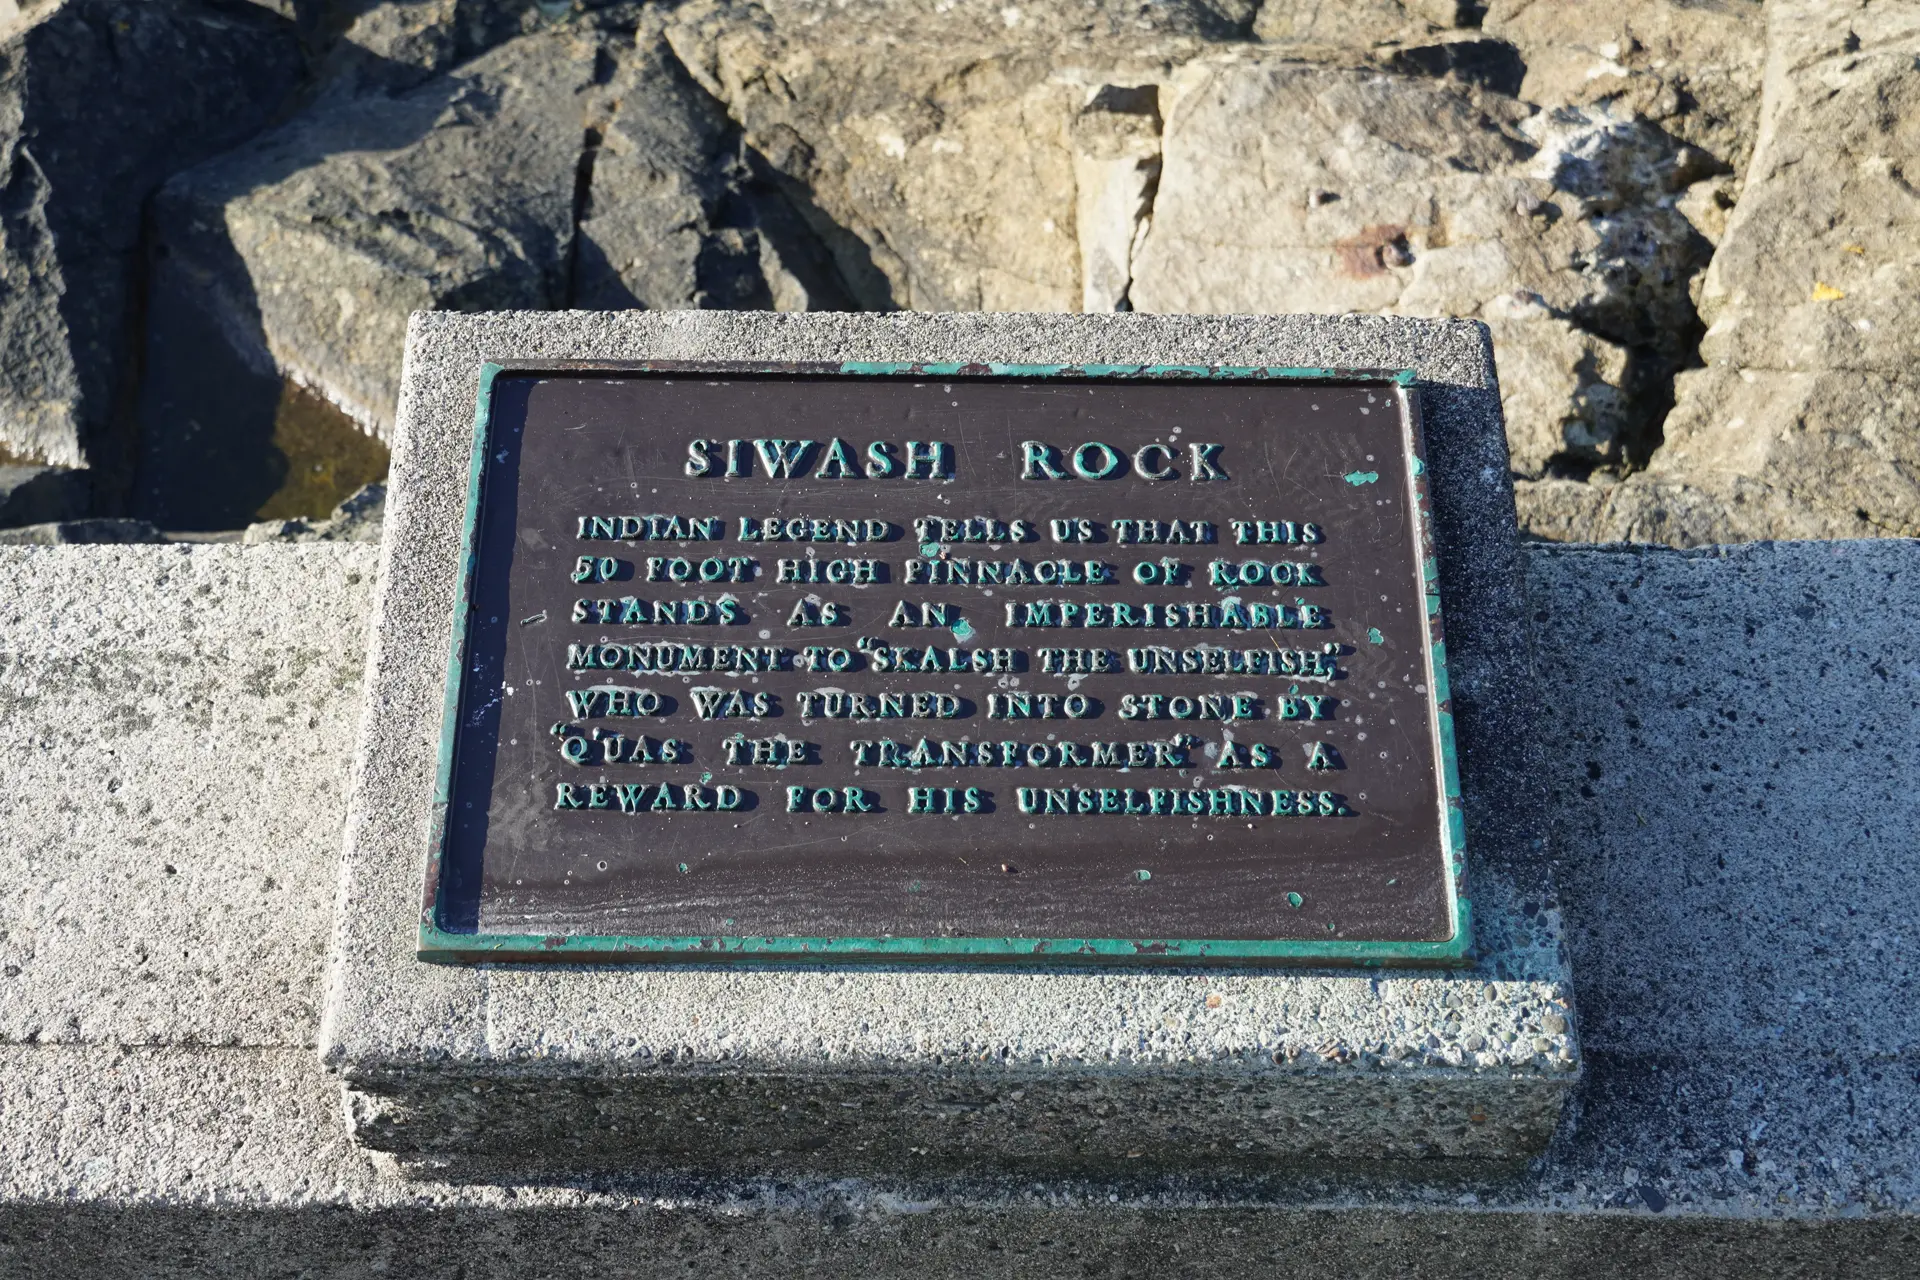 SIWASH ROCK
INDIAN LEGEND TELLS US THAT THIS
50 FOOT HIGH PINNACLE OF ROCK
STANDS AS AN IMPERISHABLE
MONUMENT TO "SKALSH THE UNSELFISH,"
WHO WAS TURNED INTO STONE BY
"Q'UAS THE TRANSFORMER" AS A
REWARD FOR HIS UNSELFISHNESS.